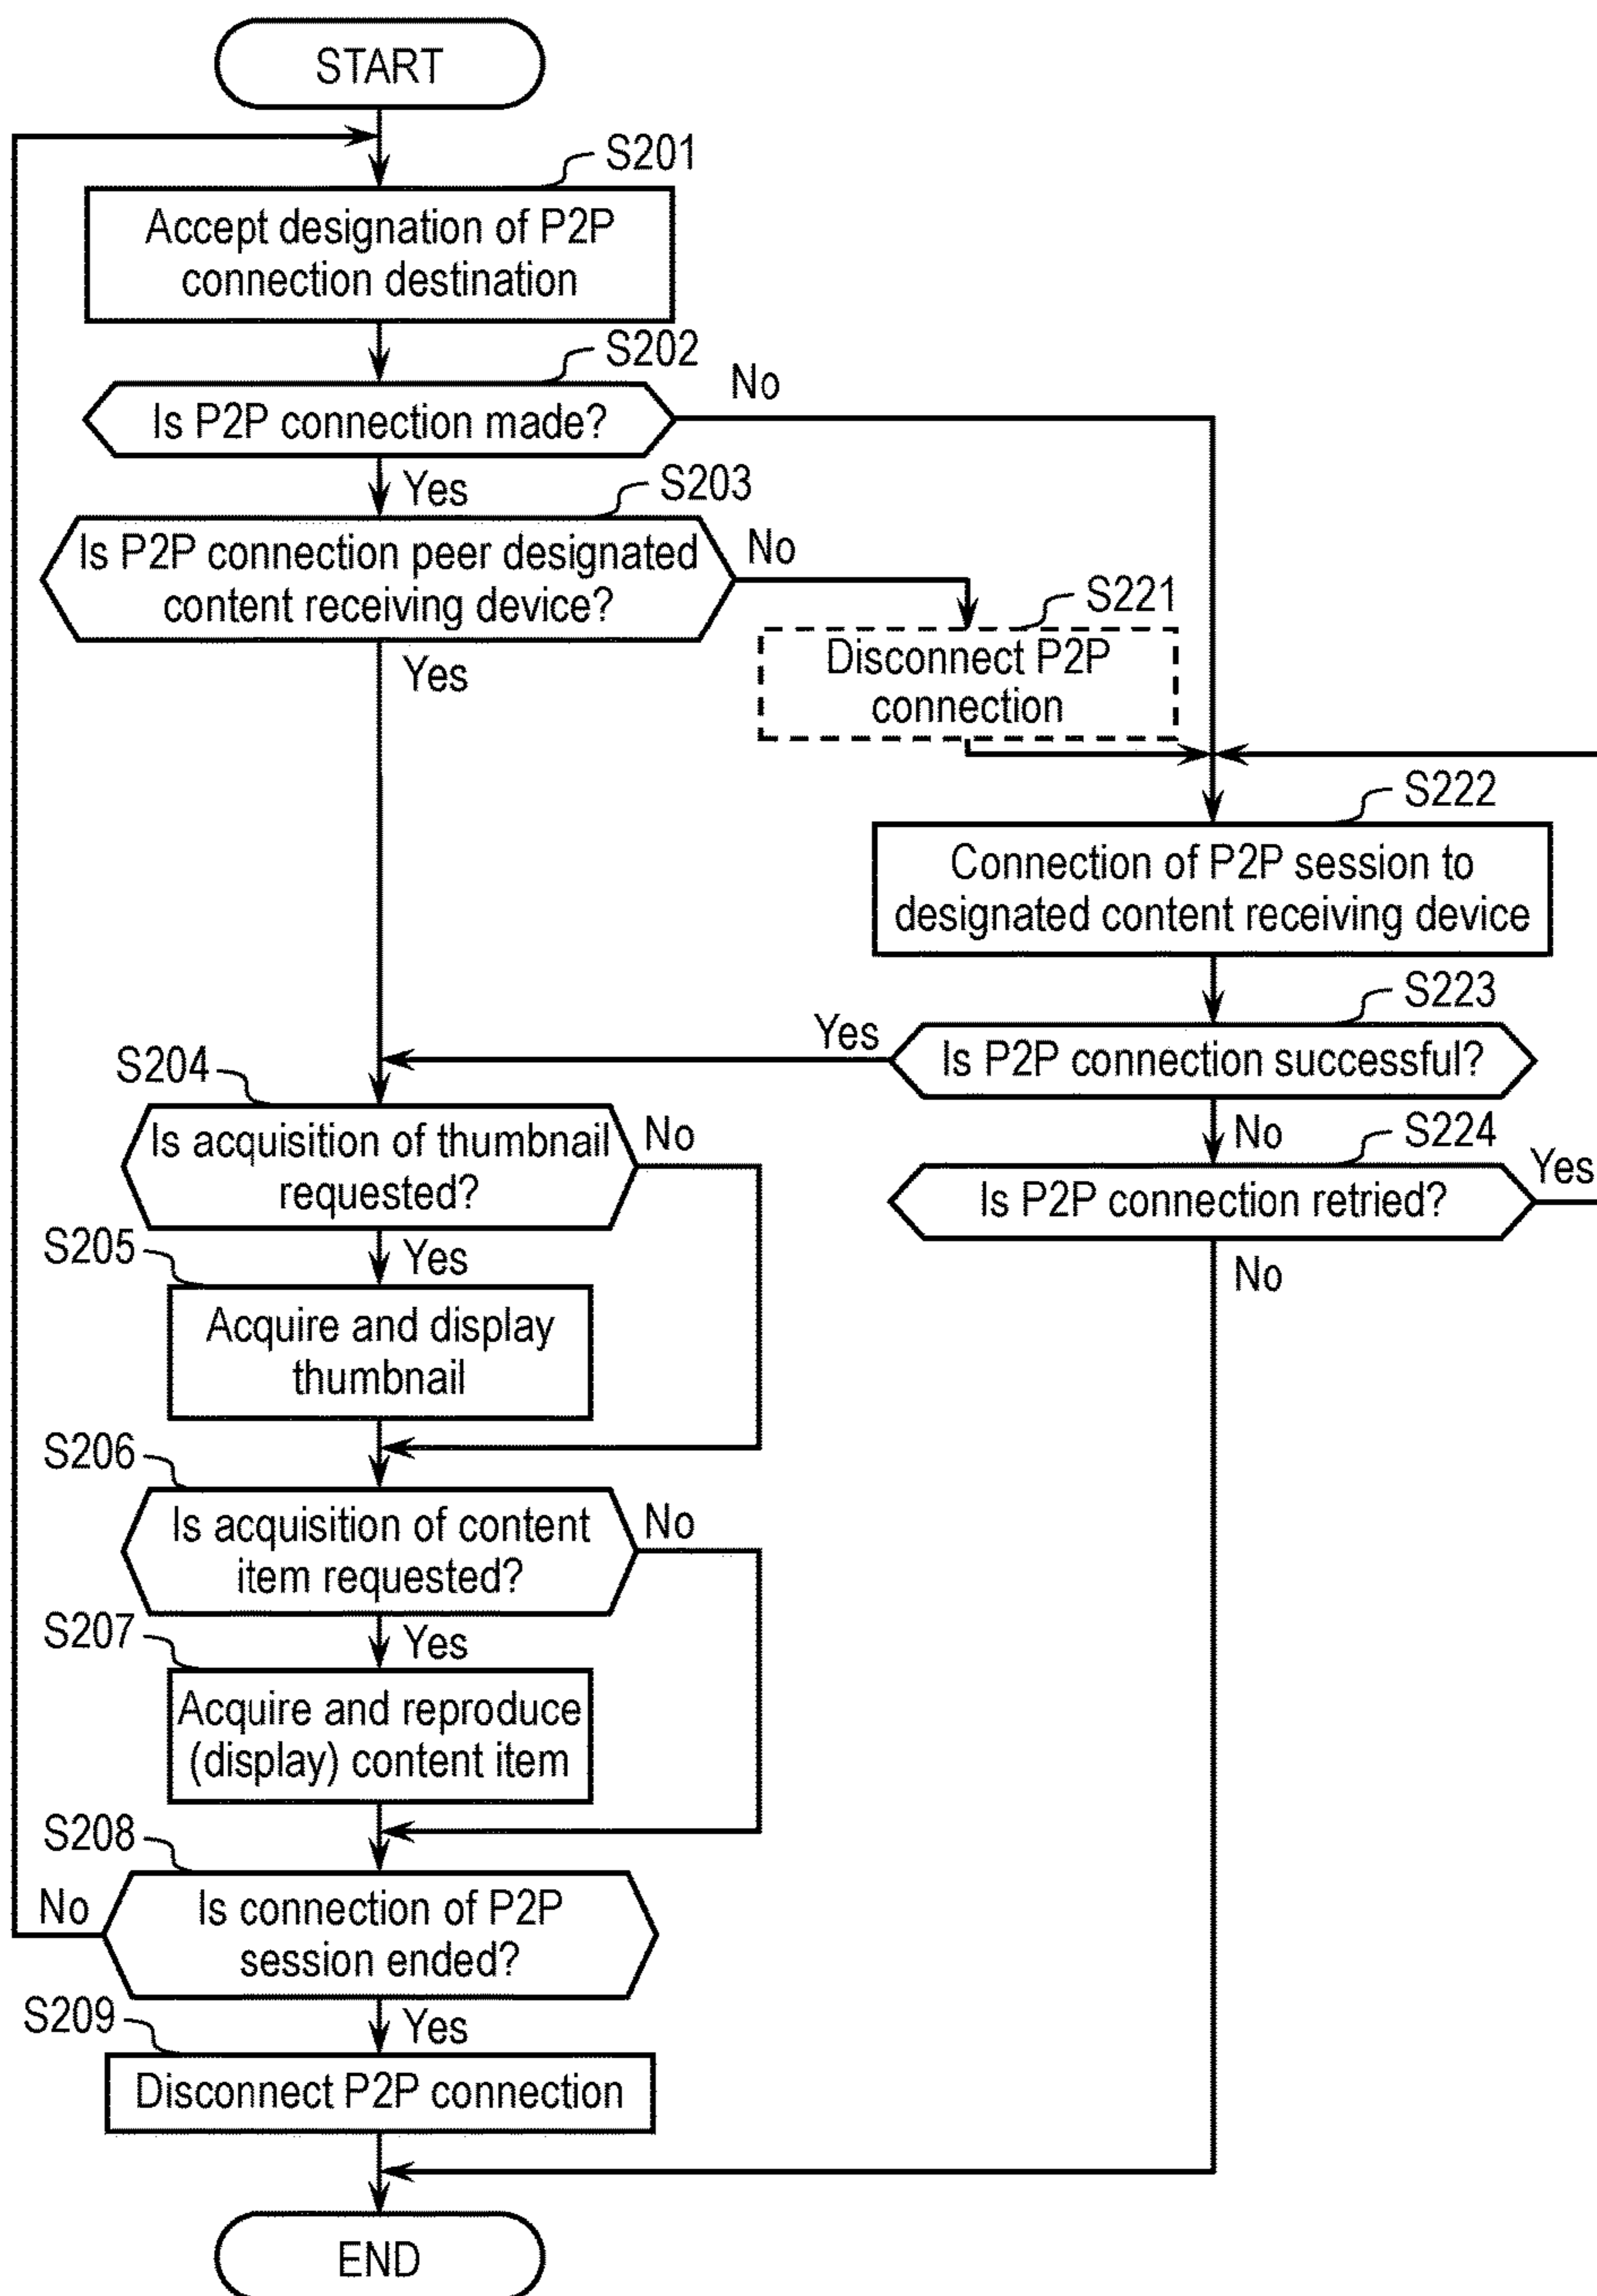 START
S201
Accept designation of P2P
connection destination
S202
Is P2P connection made?
No
Yes
S203
Is P2P connection peer designated
content receiving device?
No
Yes
S221
Disconnect P2P
connection
S222
Connection of P2P session to
designated content receiving device
S223
Is P2P connection successful?
Yes
No
S224
Is P2P connection retried?
Yes
No
S204
Is acquisition of thumbnail
requested?
No
Yes
S205
Acquire and display
thumbnail
S206
Is acquisition of content
item requested?
No
Yes
S207
Acquire and reproduce
(display) content item
S208
Is connection of P2P
session ended?
No
Yes
S209
Disconnect P2P connection
END